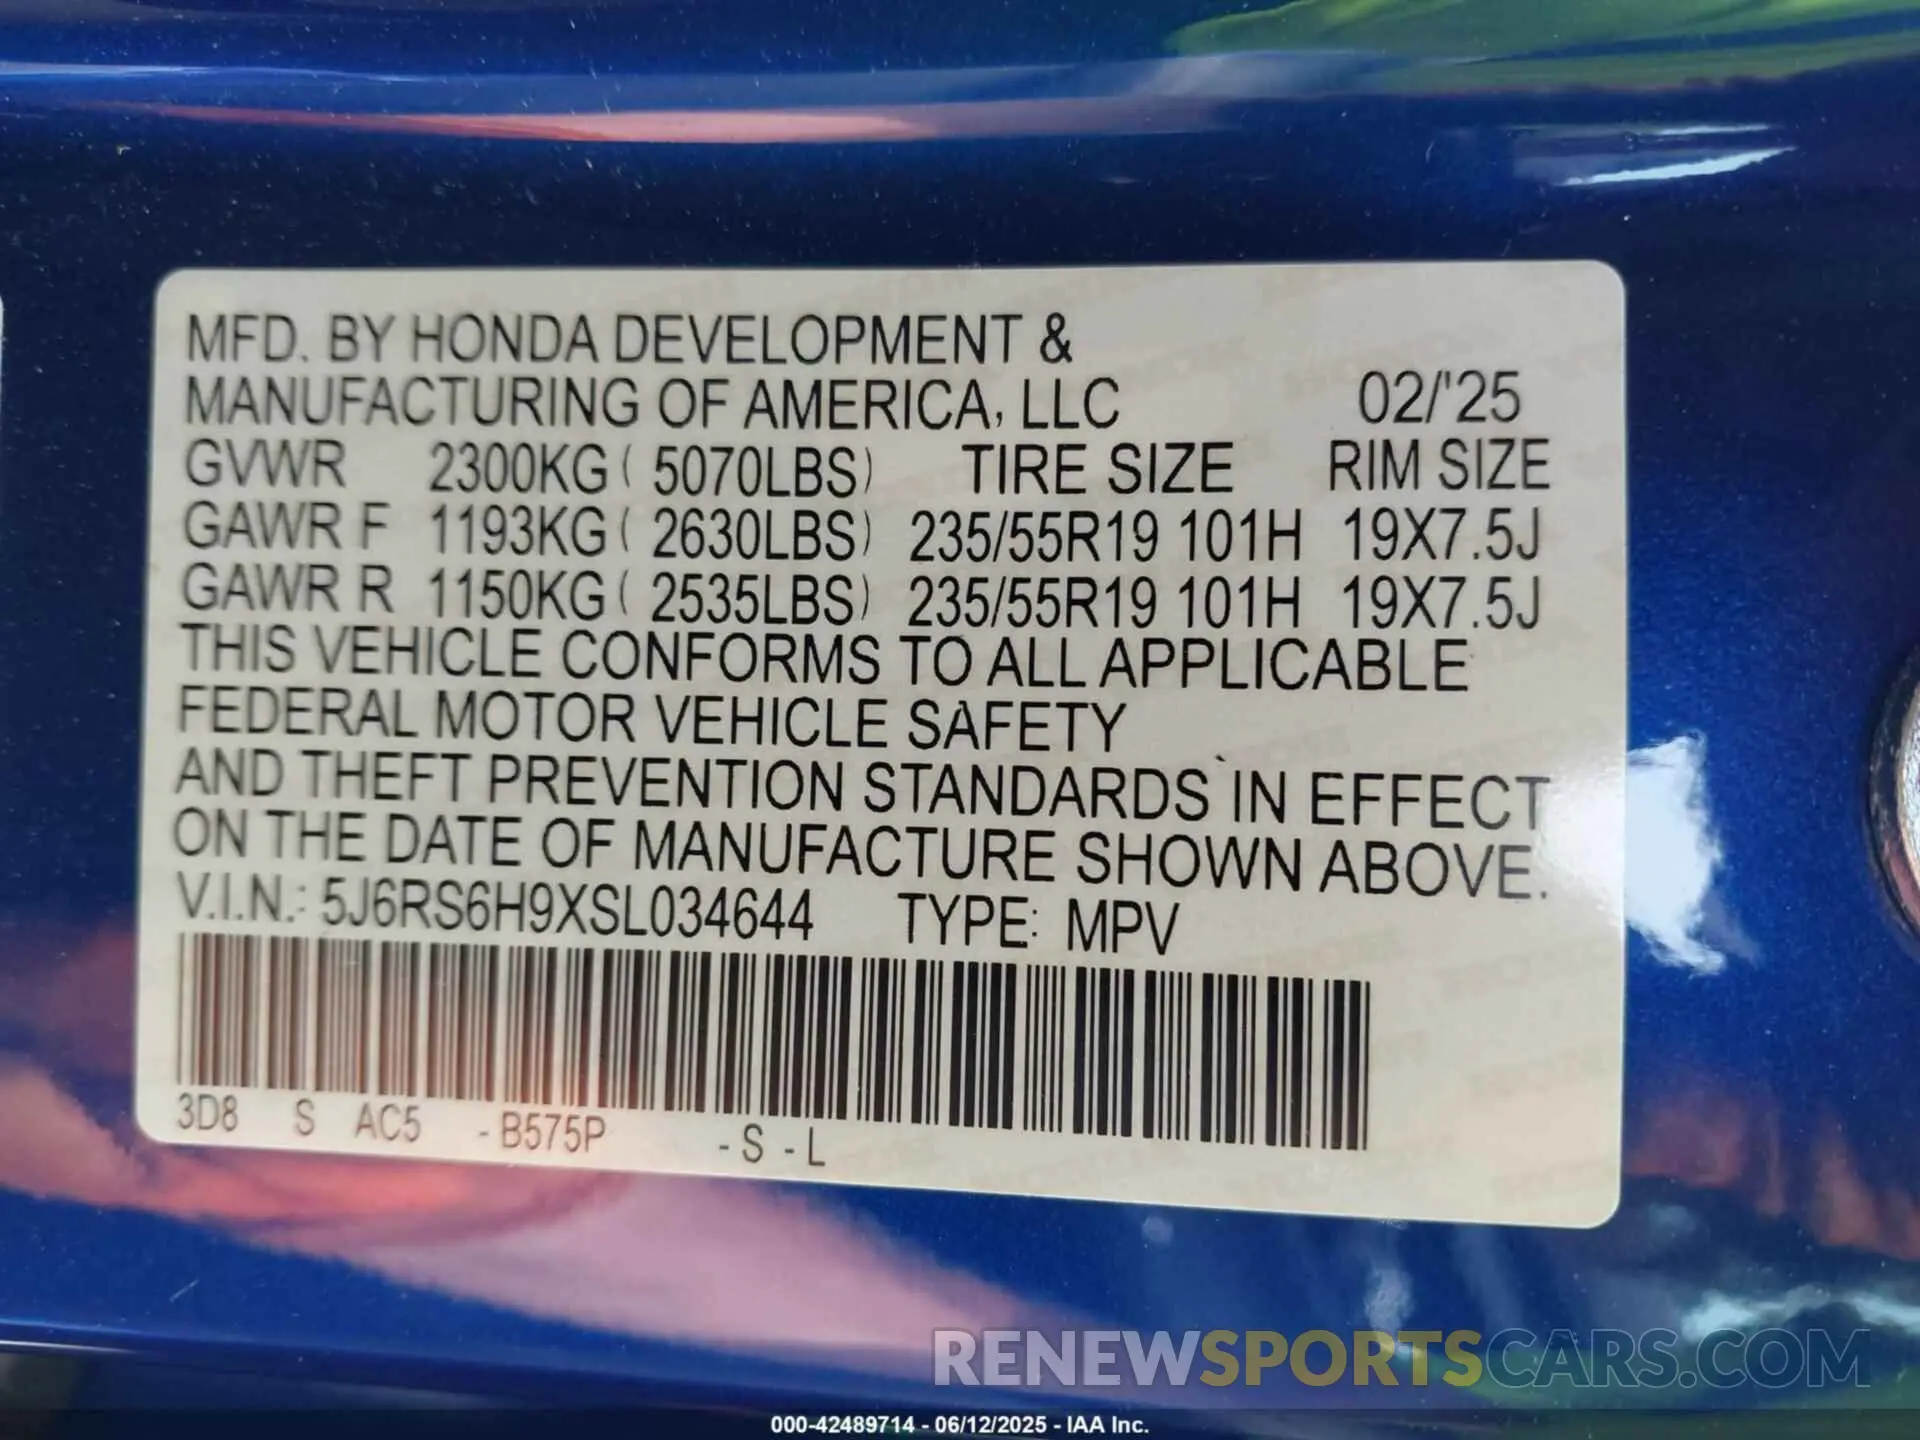 MFD. BY HONDA DEVELOPMENT &
MANUFACTURING OF AMERICA, LLC 02/'25
GVWR 2300KG ( 5070LBS) TIRE SIZE RIM SIZE
GAWR F 1193KG ( 2630LBS) 235/55R19 101H 19X7.5J
GAWR R 1150KG ( 2535LBS) 235/55R19 101H 19X7.5J
THIS VEHICLE CONFORMS TO ALL APPLICABLE
FEDERAL MOTOR VEHICLE SAFETY
AND THEFT PREVENTION STANDARDS IN EFFECT
ON THE DATE OF MANUFACTURE SHOWN ABOVE.
V.I.N.: 5J6RS6H9XSL034644 TYPE: MPV
3D8 S AC5 - B575P - S - L
RENEWSPORTSCARS.COM
000-42489714 - 06/12/2025 - IAA Inc.